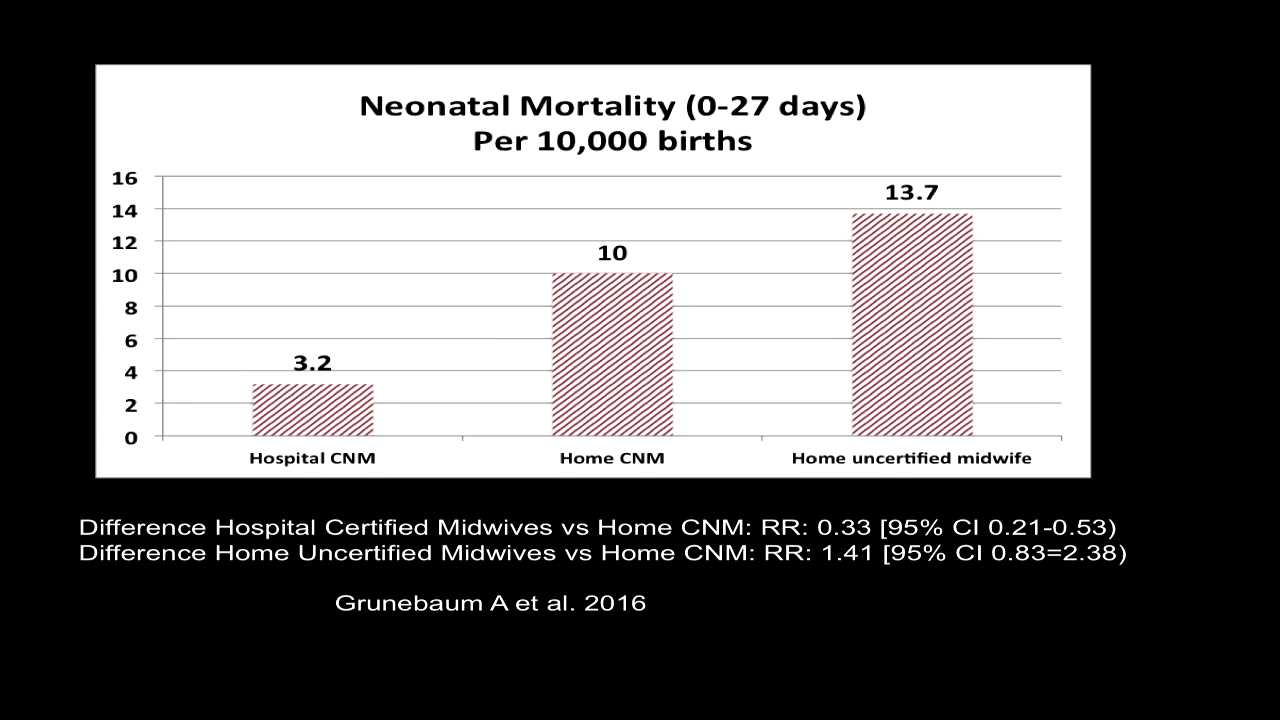 Neonatal Mortality (0-27 days)
Per 10,000 births
16
14
12
10
8
6
4
2
0
3.2
10
13.7
Hospital CNM
Home CNM
Home uncertified midwife
Difference Hospital Certified Midwives vs Home CNM: RR: 0.33 [95% CI 0.21-0.53)
Difference Home Uncertified Midwives vs Home CNM: RR: 1.41 [95% CI 0.83=2.38)
Grunebaum A et al. 2016